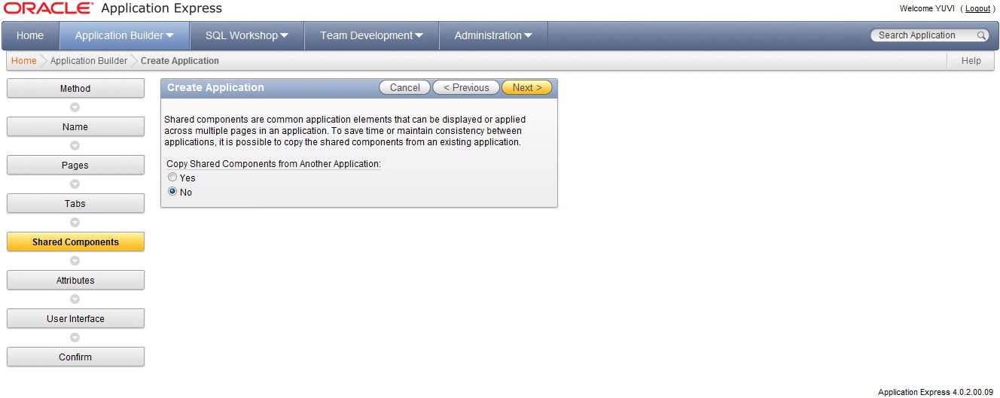 ORACLE® Application Express
Welcome YUVI ( Logout )
Home Application Builder SQL Workshop Team Development Administration Search Application
Home Application Builder Create Application Help
Method
Name
Pages
Tabs
Shared Components
Attributes
User Interface
Confirm
Create Application Cancel < Previous Next >
Shared components are common application elements that can be displayed or applied
across multiple pages in an application. To save time or maintain consistency between
applications, it is possible to copy the shared components from an existing application.
Copy Shared Components from Another Application:
Yes
No
Application Express 4.0.2.00.09